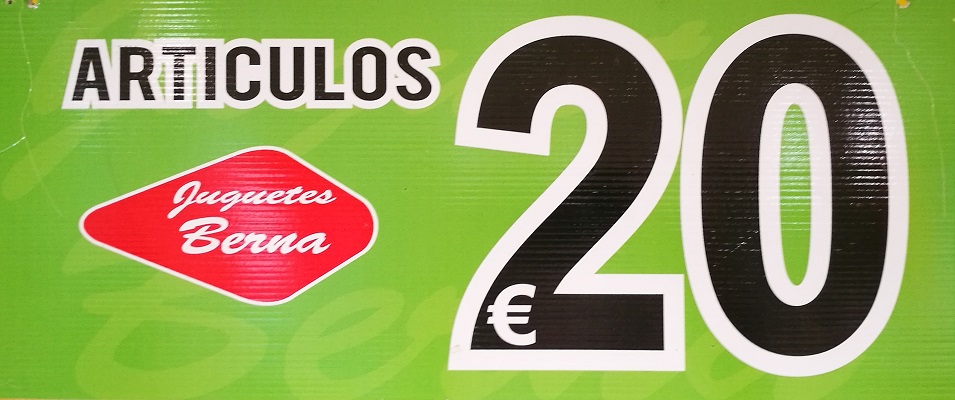 ARTICULOS
20
€
Juguetes
Berna